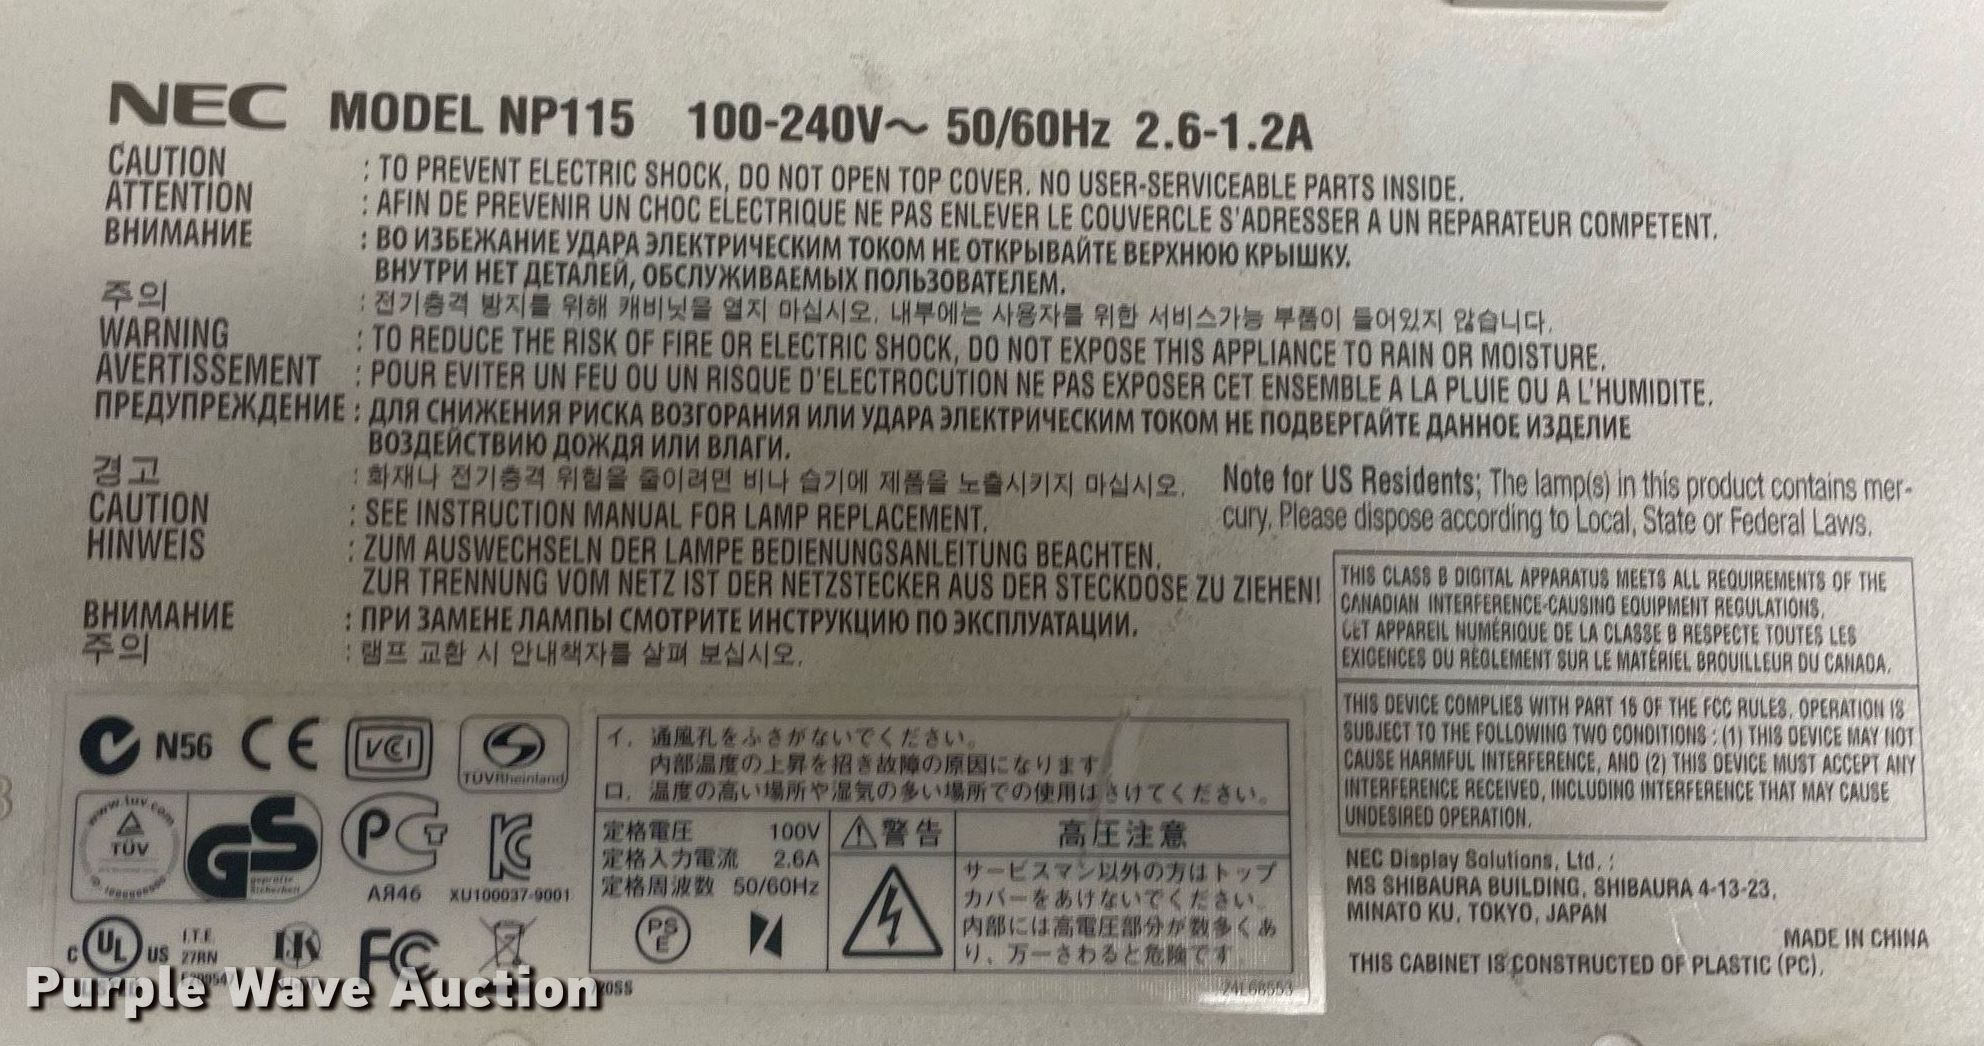 NEC MODEL NP115 100-240V～ 50/60Hz 2.6-1.2A
CAUTION : TO PREVENT ELECTRIC SHOCK, DO NOT OPEN TOP COVER. NO USER-SERVICEABLE PARTS INSIDE.
ATTENTION : AFIN DE PREVENIR UN CHOC ELECTRIQUE NE PAS ENLEVER LE COUVERCLE S'ADRESSER A UN REPARATEUR COMPETENT.
ВНИМАНИЕ : ВО ИЗБЕЖАНИЕ УДАРА ЭЛЕКТРИЧЕСКИМ ТОКОМ НЕ ОТКРЫВАЙТЕ ВЕРХНЮЮ КРЫШКУ.
ВНУТРИ НЕТ ДЕТАЛЕЙ, ОБСЛУЖИВАЕМЫХ ПОЛЬЗОВАТЕЛЕМ.
주의 : 전기충격 방지를 위해 캐비닛을 열지 마십시오. 내부에는 사용자를 위한 서비스가능 부품이 들어있지 않습니다.
WARNING : TO REDUCE THE RISK OF FIRE OR ELECTRIC SHOCK, DO NOT EXPOSE THIS APPLIANCE TO RAIN OR MOISTURE.
AVERTISSEMENT : POUR EVITER UN FEU OU UN RISQUE D'ELECTROCUTION NE PAS EXPOSER CET ENSEMBLE A LA PLUIE OU A L'HUMIDITE.
ПРЕДУПРЕЖДЕНИЕ : ДЛЯ СНИЖЕНИЯ РИСКА ВОЗГОРАНИЯ ИЛИ УДАРА ЭЛЕКТРИЧЕСКИМ ТОКОМ НЕ ПОДВЕРГАЙТЕ ДАННОЕ ИЗДЕЛИЕ
ВОЗДЕЙСТВИЮ ДОЖДЯ ИЛИ ВЛАГИ.
경고 : 화재나 전기충격 위험을 줄이려면 비나 습기에 제품을 노출시키지 마십시오.
CAUTION : SEE INSTRUCTION MANUAL FOR LAMP REPLACEMENT.
HINWEIS : ZUM AUSWECHSELN DER LAMPE BEDIENUNGSANLEITUNG BEACHTEN.
ZUR TRENNUNG VOM NETZ IST DER NETZSTECKER AUS DER STECKDOSE ZU ZIEHEN!
ВНИМАНИЕ : ПРИ ЗАМЕНЕ ЛАМПЫ СМОТРИТЕ ИНСТРУКЦИЮ ПО ЭКСПЛУАТАЦИИ.
주의 : 램프 교환 시 안내책자를 살펴 보십시오.
Note for US Residents; The lamp(s) in this product contains mer-
cury, Please dispose according to Local, State or Federal Laws.
THIS CLASS B DIGITAL APPARATUS MEETS ALL REQUIREMENTS OF THE
CANADIAN INTERFERENCE-CAUSING EQUIPMENT REGULATIONS.
CET APPAREIL NUMÉRIQUE DE LA CLASSE B RESPECTE TOUTES LES
EXIGENCES DU RÈGLEMENT SUR LE MATÉRIEL BROUILLEUR DU CANADA.
THIS DEVICE COMPLIES WITH PART 15 OF THE FCC RULES. OPERATION IS
SUBJECT TO THE FOLLOWING TWO CONDITIONS : (1) THIS DEVICE MAY NOT
CAUSE HARMFUL INTERFERENCE, AND (2) THIS DEVICE MUST ACCEPT ANY
INTERFERENCE RECEIVED, INCLUDING INTERFERENCE THAT MAY CAUSE
UNDESIRED OPERATION.
NEC Display Solutions, Ltd. :
MS SHIBAURA BUILDING, SHIBAURA 4-13-23,
MINATO KU, TOKYO, JAPAN
MADE IN CHINA
THIS CABINET IS CONSTRUCTED OF PLASTIC (PC).
N56 CE VCI TÜVRheinland
www.tuv.com
TÜV
GS
geprüfte
Sicherheit
PCT
АЯ46
KC
XU100037-9001
c UL US
I.T.E.
27RN
FC
イ．通風孔をふさがないでください。
内部温度の上昇を招き故障の原因になります
ロ．温度の高い場所や湿気の多い場所での使用はさけてください。
定格電圧 100V
定格入力電流 2.6A
定格周波数 50/60Hz
PSE
警告
高圧注意
サービスマン以外の方はトップ
カバーをあけないでください。
内部には高電圧部分が数多くあ
り、万一さわると危険です
24L68553
Purple Wave Auction